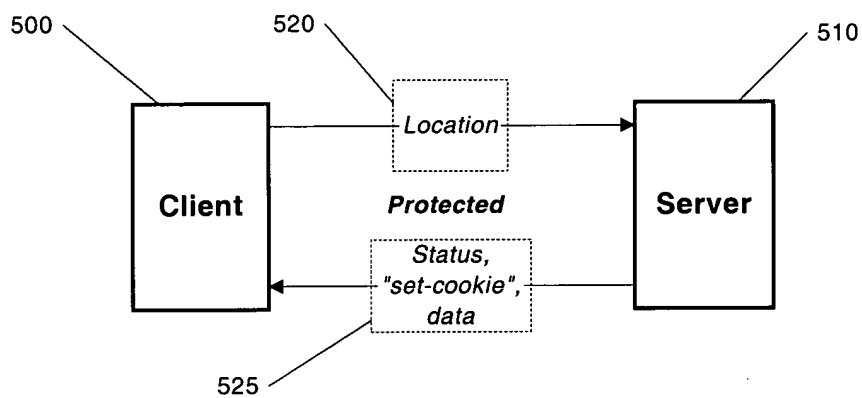 500
520
510
Location
Client
Protected
Server
Status,
"set-cookie",
data
525